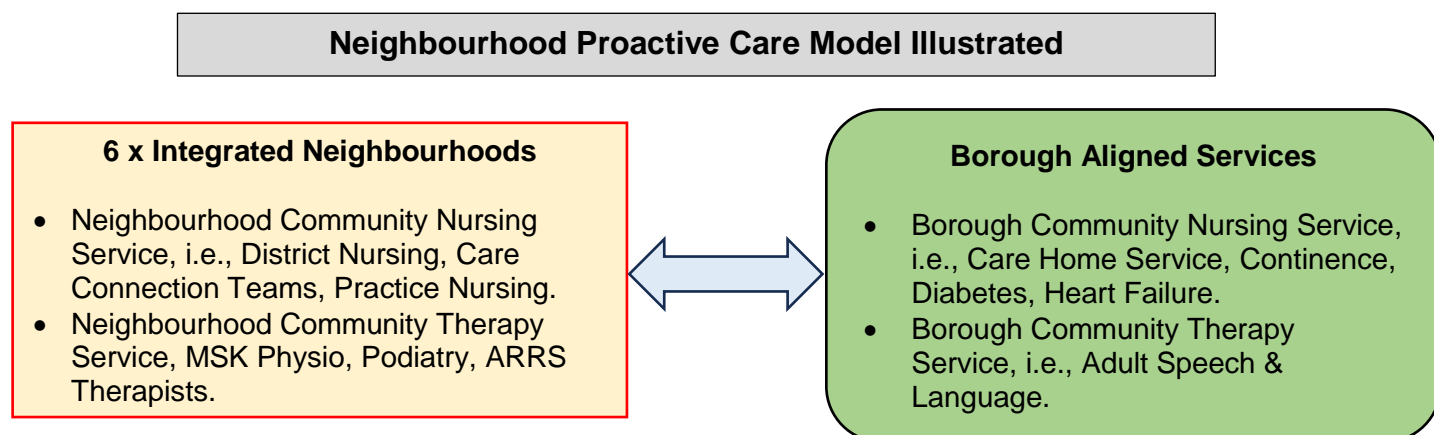 Neighbourhood Proactive Care Model Illustrated
6 x Integrated Neighbourhoods
• Neighbourhood Community Nursing
Service, i.e., District Nursing, Care
Connection Teams, Practice Nursing.
• Neighbourhood Community Therapy
Service, MSK Physio, Podiatry, ARRS
Therapists.
Borough Aligned Services
• Borough Community Nursing Service,
i.e., Care Home Service, Continence,
Diabetes, Heart Failure.
• Borough Community Therapy
Service, i.e., Adult Speech &
Language.